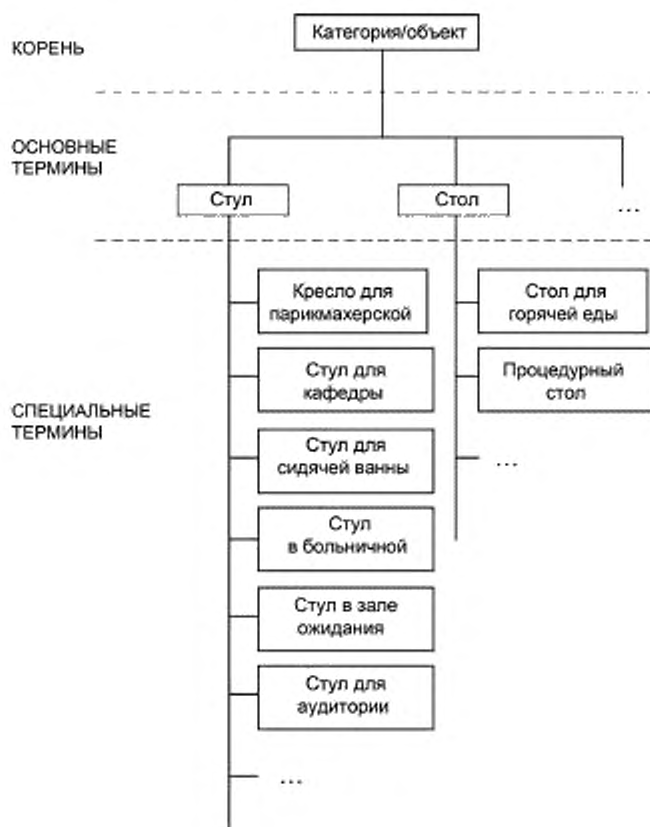 Категория/объект
КОРЕНЬ
ОСНОВНЫЕ
ТЕРМИНЫ
Стул
Стол
...
Кресло для
парикмахерской
Стол для
горячей еды
Стул для
кафедры
Процедурный
стол
СПЕЦИАЛЬНЫЕ
ТЕРМИНЫ
Стул для
сидячей ванны
...
Стул
в больничной
Стул в зале
ожидания
Стул для
аудитории
...